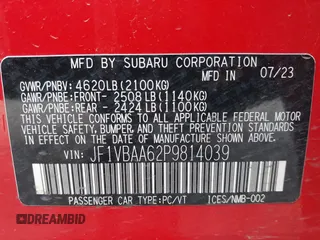 MFD. BY SUBARU CORPORATION
GVWR/PNBV: 4620LB(2100KG) 07/23
GAWR/PNBE:FRONT- 2508LB(1140KG)
GAWR/PNBE:REAR - 2424LB(1100KG)
THIS VEHICLE CONFORMS TO ALL
APPLICABLE FEDERAL MOTOR VEHICLE
SAFETY, BUMPER, AND THEFT PREVENTION
STANDARDS IN EFFECT ON THE DATE OF
MANUFACTURE SHOWN ABOVE.
VIN: JF1VBAA62P9814039
PASSENGER CAR TYPE:PC/VT ICES/NMB-002
MADE IN
DREAMBID